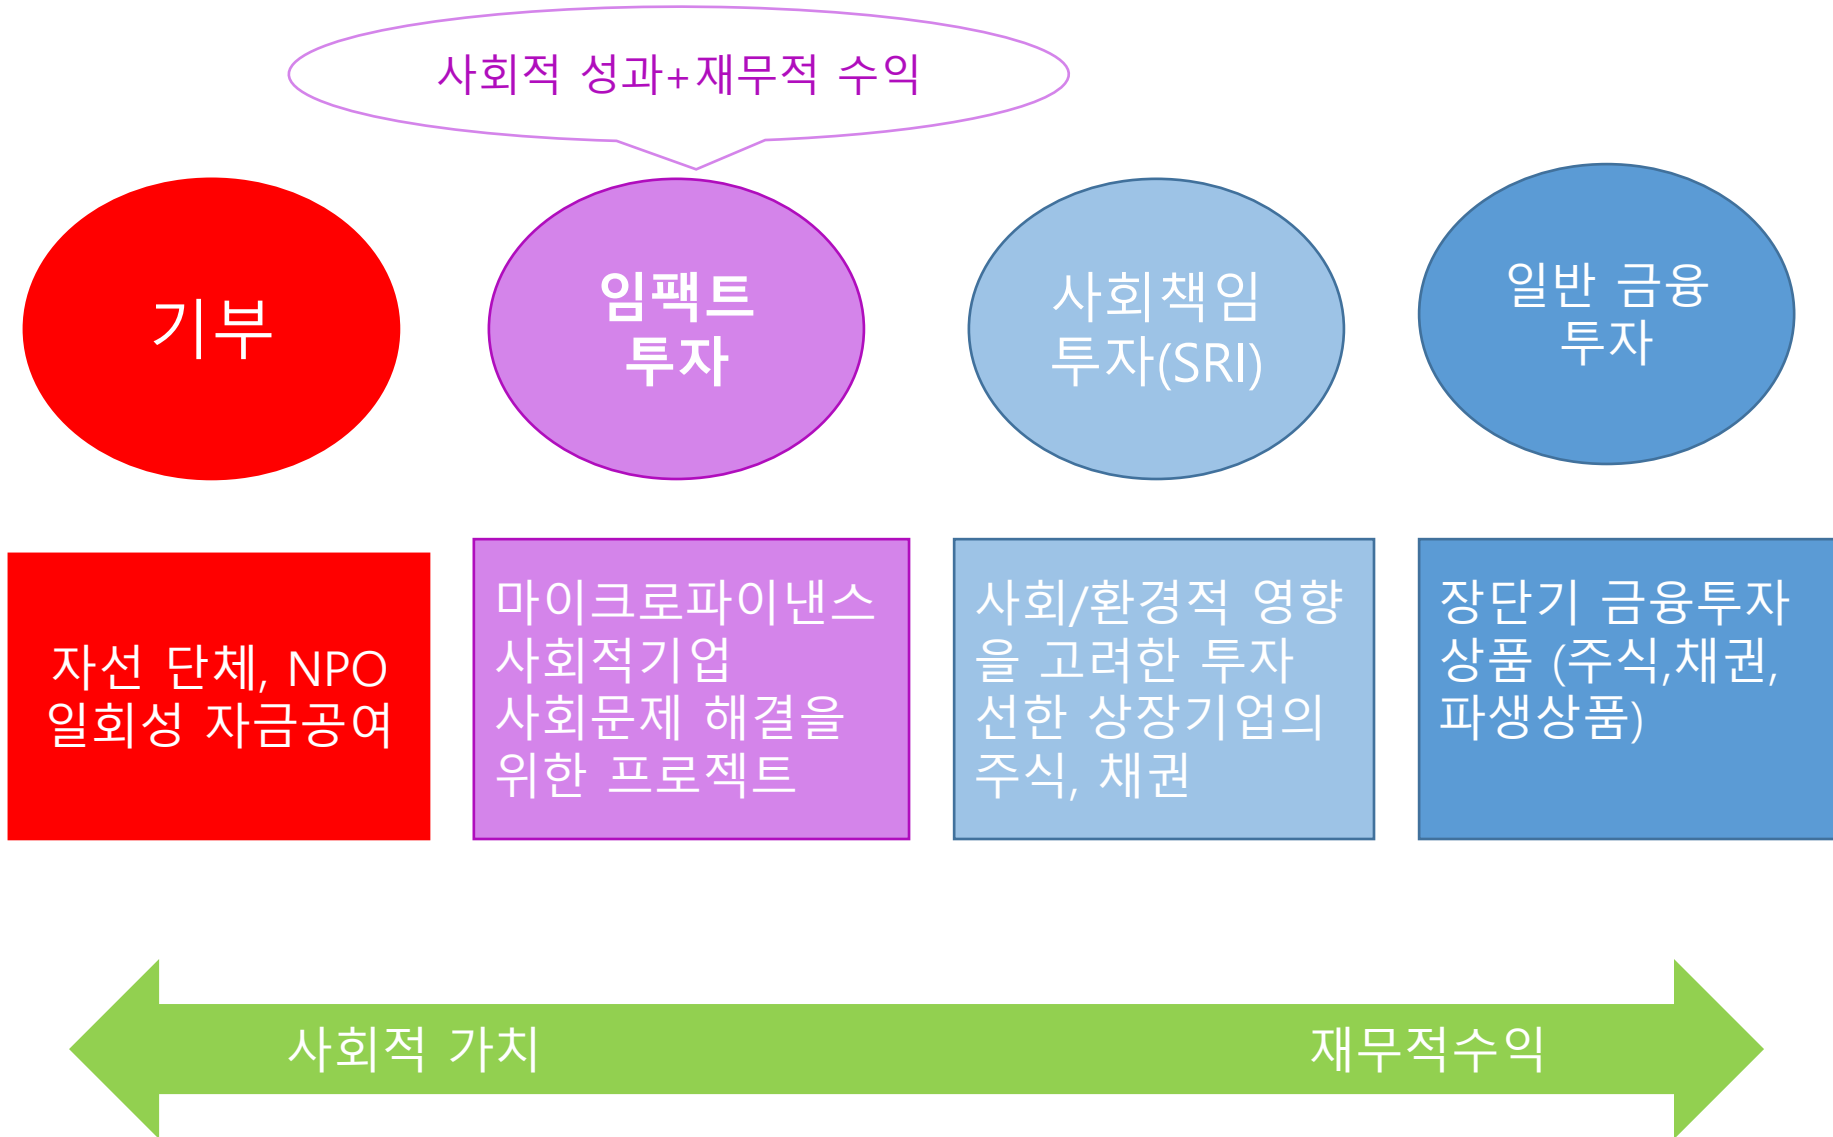 사회적 성과+재무적 수익
기부
임팩트
투자
사회책임
투자(SRI)
일반 금융
투자
자선 단체, NPO
일회성 자금공여
마이크로파이낸스
사회적기업
사회문제 해결을
위한 프로젝트
사회/환경적 영향
을 고려한 투자
선한 상장기업의
주식, 채권
장단기 금융투자
상품 (주식,채권,
파생상품)
사회적 가치
재무적수익